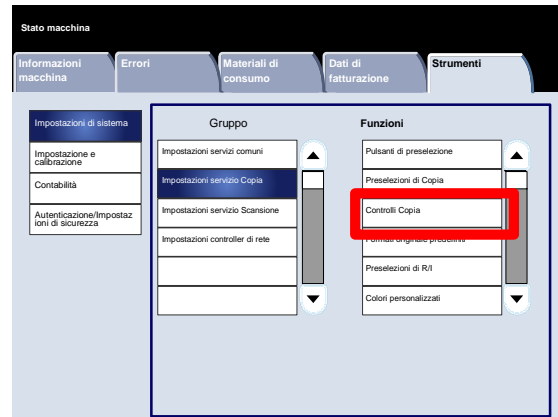 Stato macchina
Informazioni
macchina
Errori
Materiali di
consumo
Dati di
fatturazione
Strumenti
Impostazioni di sistema
Impostazione e
calibrazione
Contabilità
Autenticazione/Impostaz
ioni di sicurezza
Gruppo
Impostazioni servizi comuni
Impostazioni servizio Copia
Impostazioni servizio Scansione
Impostazioni controller di rete
Funzioni
Pulsanti di preselezione
Preselezioni di Copia
Controlli Copia
Formati originale predefiniti
Preselezioni di R/I
Colori personalizzati